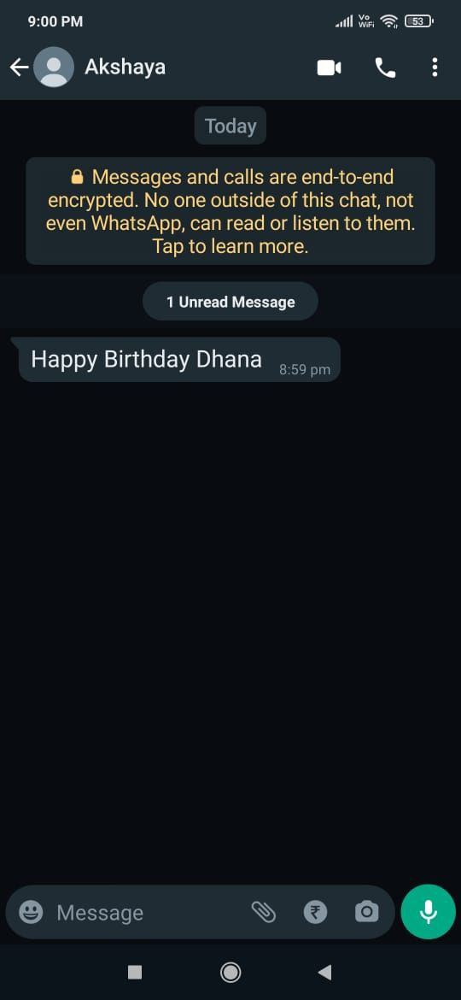 9:00 PM
Vo
WiFi
53
Akshaya
Today
Messages and calls are end-to-end
encrypted. No one outside of this chat, not
even WhatsApp, can read or listen to them.
Tap to learn more.
1 Unread Message
Happy Birthday Dhana
8:59 pm
Message
₹